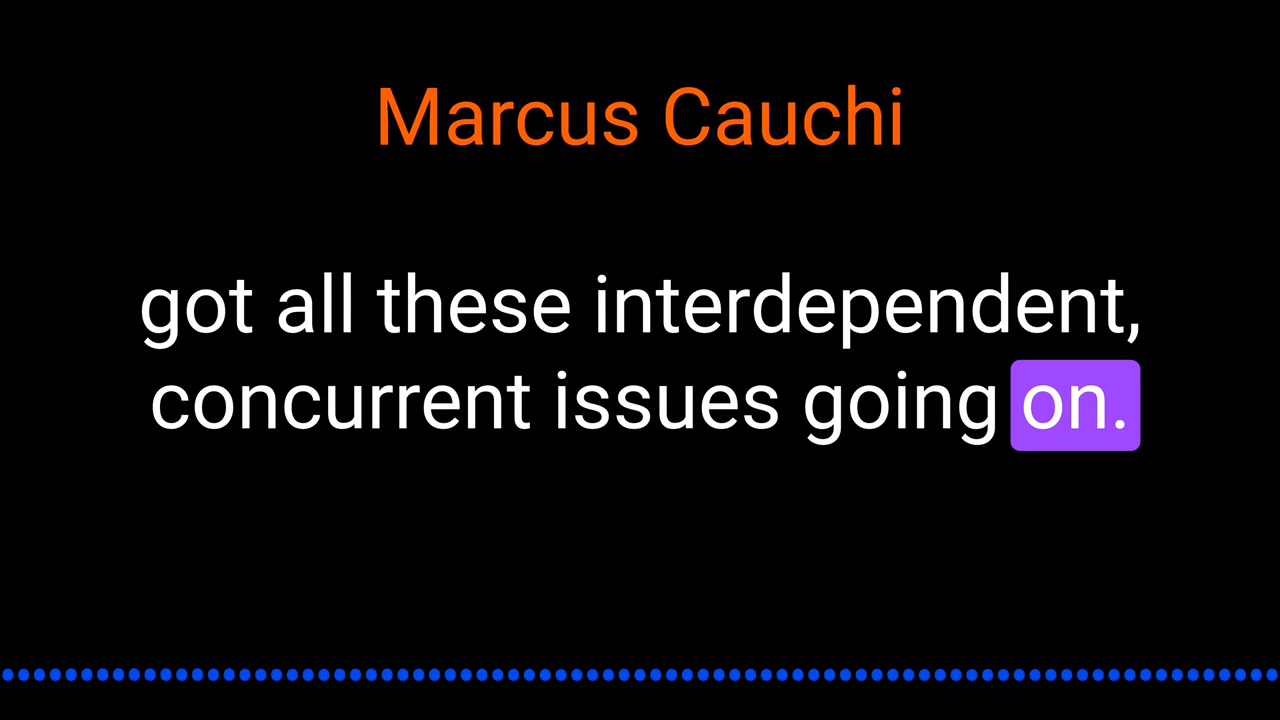 Marcus Cauchi
got all these interdependent,
concurrent issues going on.